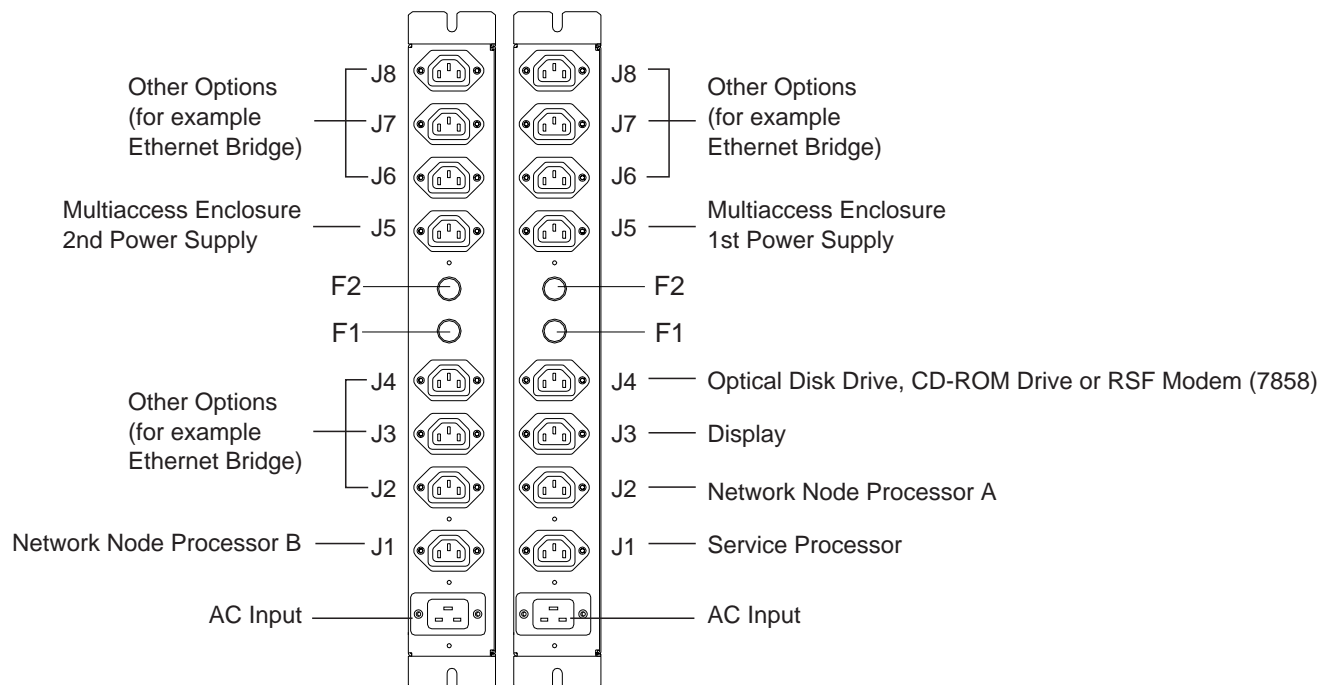 Other Options
(for example
Ethernet Bridge)
J8
J7
J6
Multiaccess Enclosure
2nd Power Supply
J5
F2
F1
Other Options
(for example
Ethernet Bridge)
J4
J3
J2
Network Node Processor B
J1
AC Input
J8
J7
J6
Other Options
(for example
Ethernet Bridge)
J5
Multiaccess Enclosure
1st Power Supply
F2
F1
J4
Optical Disk Drive, CD-ROM Drive or RSF Modem (7858)
J3
Display
J2
Network Node Processor A
J1
Service Processor
AC Input